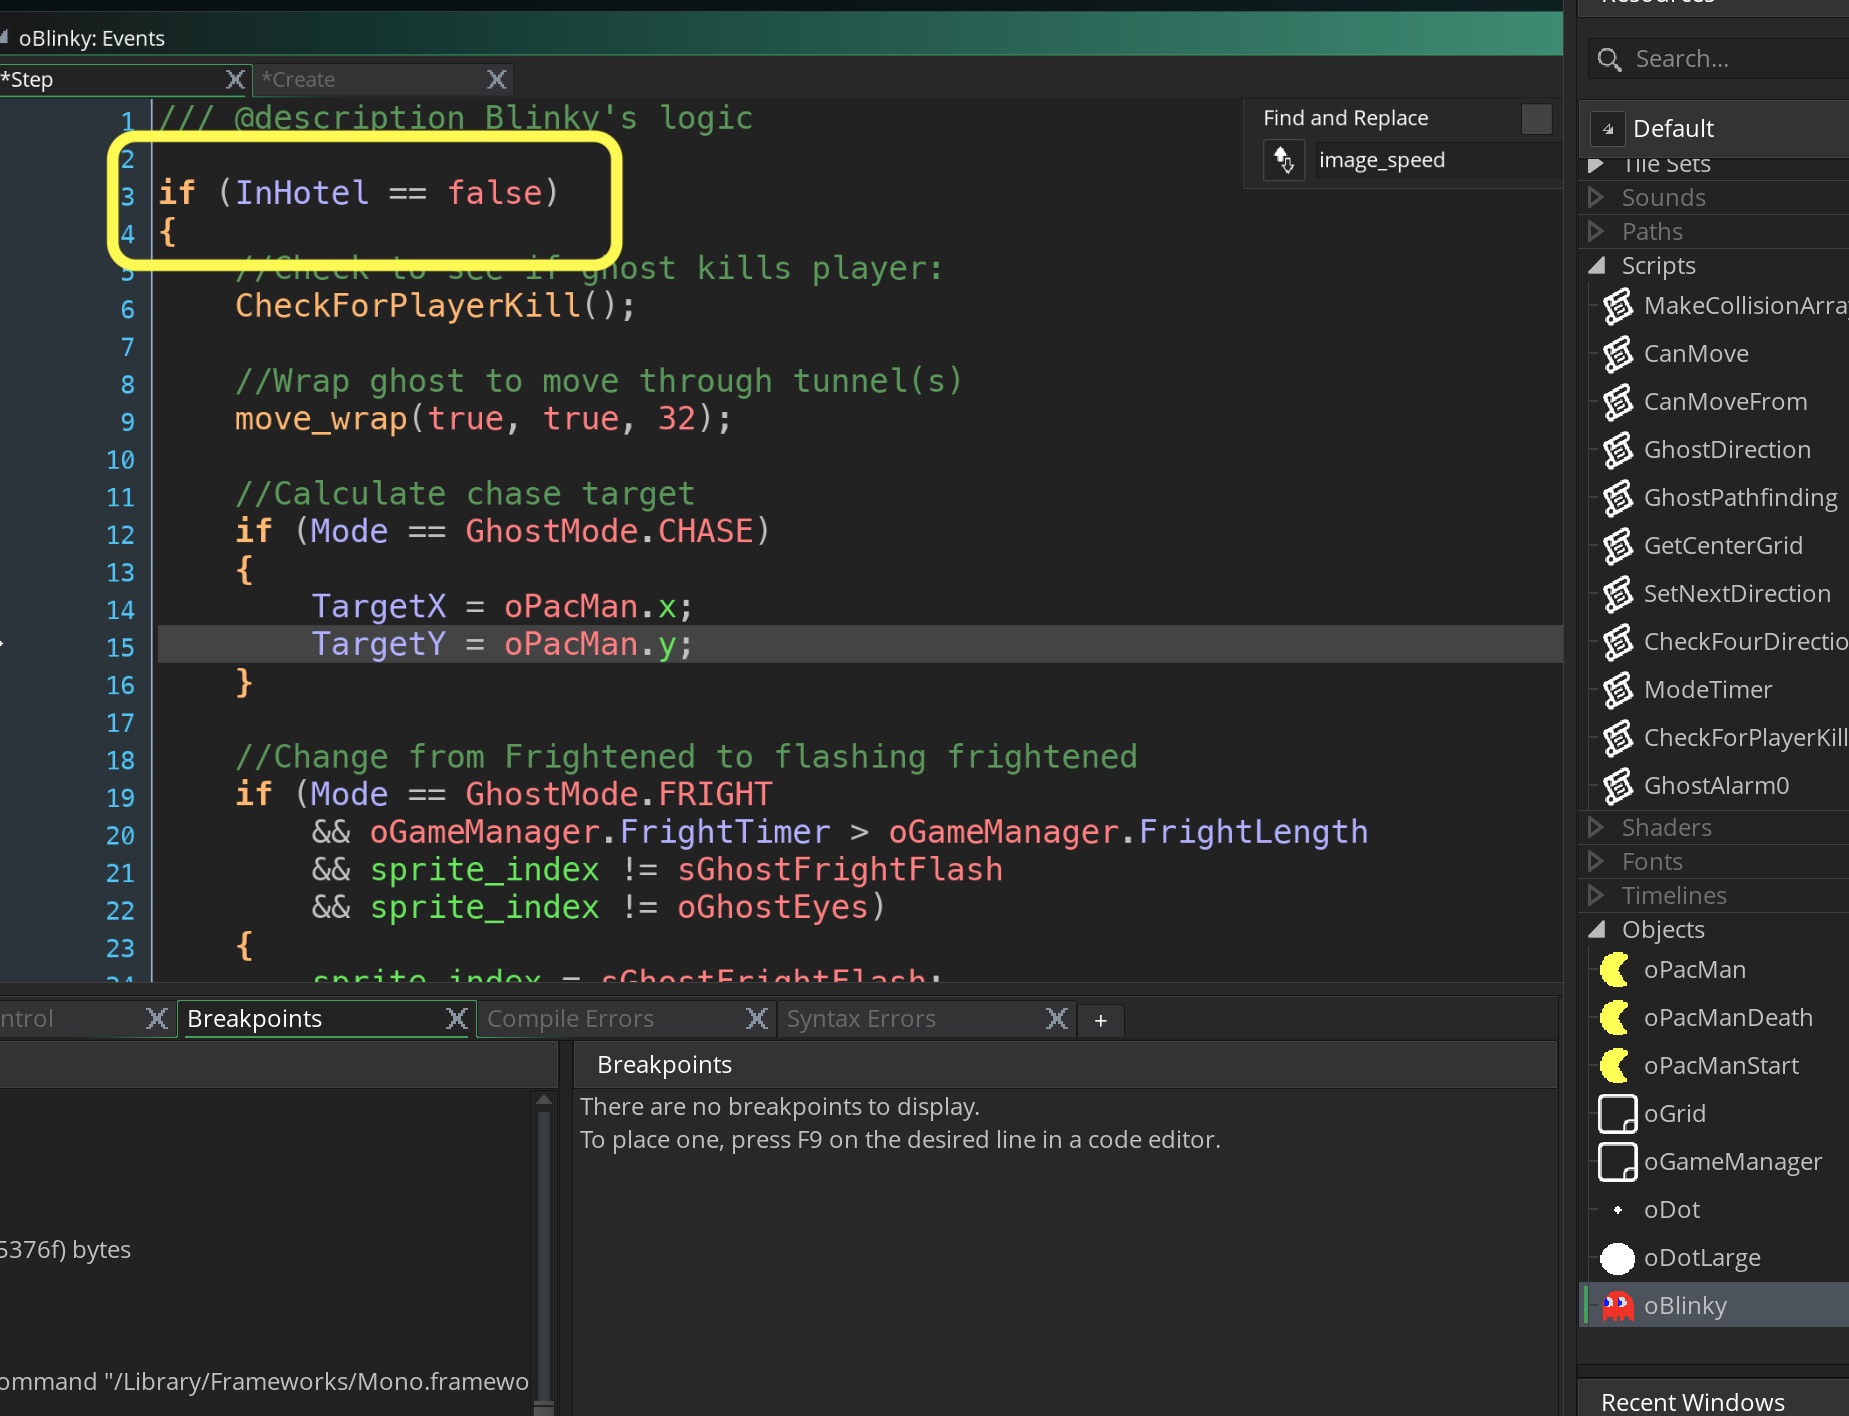 oBlinky: Events
*Step
*Create
1 /// @description Blinky's logic
2
3 if (InHotel == false)
4 {
5 //Check to see if ghost kills player:
6 CheckForPlayerKill();
7
8 //Wrap ghost to move through tunnel(s)
9 move_wrap(true, true, 32);
10
11 //Calculate chase target
12 if (Mode == GhostMode.CHASE)
13 {
14 TargetX = oPacMan.x;
15 TargetY = oPacMan.y;
16 }
17
18 //Change from Frightened to flashing frightened
19 if (Mode == GhostMode.FRIGHT
20 && oGameManager.FrightTimer > oGameManager.FrightLength
21 && sprite_index != sGhostFrightFlash
22 && sprite_index != oGhostEyes)
23 {
24 sprite_index = sGhostFrightFlash;
Find and Replace
image_speed
ntrol
Breakpoints
Compile Errors
Syntax Errors
+
5376f) bytes
ommand "/Library/Frameworks/Mono.framewo
Breakpoints
There are no breakpoints to display.
To place one, press F9 on the desired line in a code editor.
Resources
Search...
Default
Tile Sets
Sounds
Paths
Scripts
MakeCollisionArra
CanMove
CanMoveFrom
GhostDirection
GhostPathfinding
GetCenterGrid
SetNextDirection
CheckFourDirectio
ModeTimer
CheckForPlayerKill
GhostAlarm0
Shaders
Fonts
Timelines
Objects
oPacMan
oPacManDeath
oPacManStart
oGrid
oGameManager
oDot
oDotLarge
oBlinky
Recent Windows